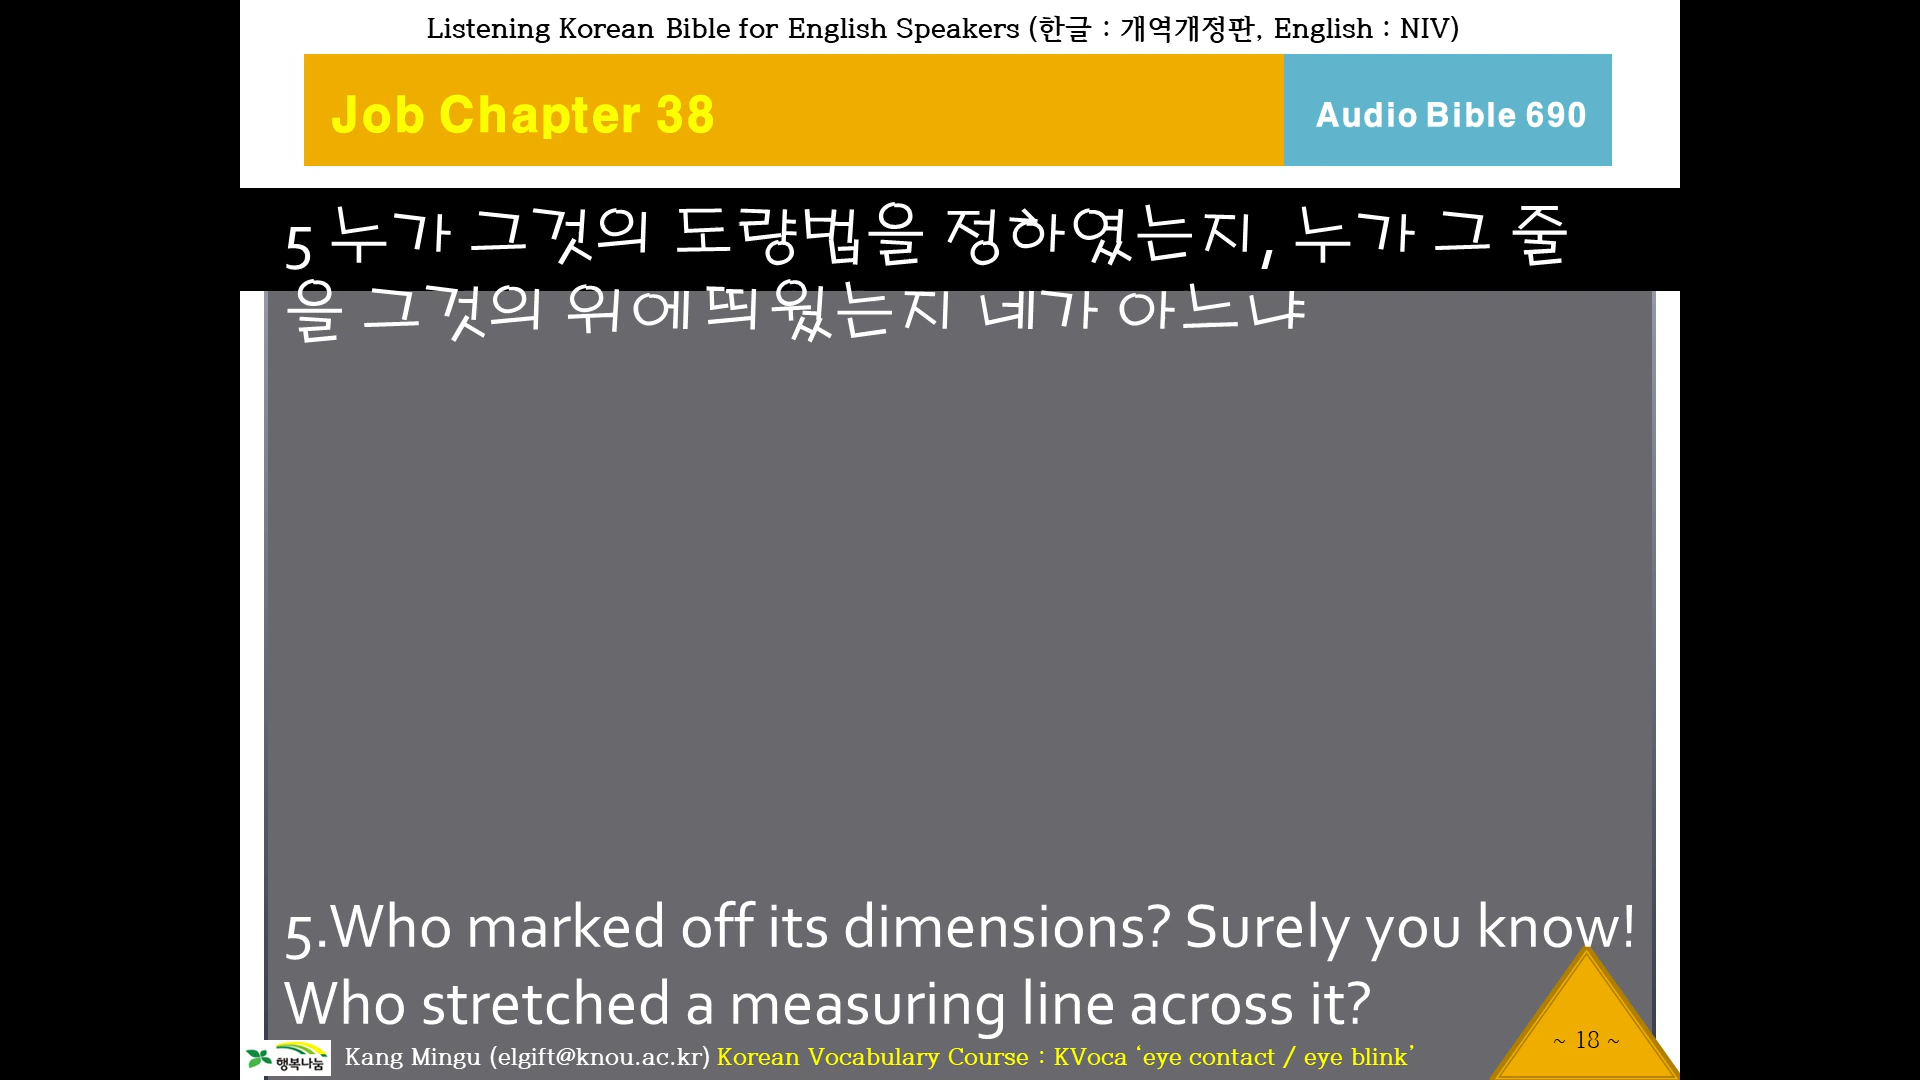 Listening Korean Bible for English Speakers (한글 : 개역개정판, English : NIV)
Job Chapter 38
Audio Bible 690
5 누가 그것의 도량법을 정하였는지, 누가 그 줄
을 그것의 위에 띄웠는지 네가 아느냐
5.Who marked off its dimensions? Surely you know!
Who stretched a measuring line across it?
행복나눔
Kang Mingu (elgift@knou.ac.kr) Korean Vocabulary Course : KVoca ‘eye contact / eye blink’
~ 18 ~